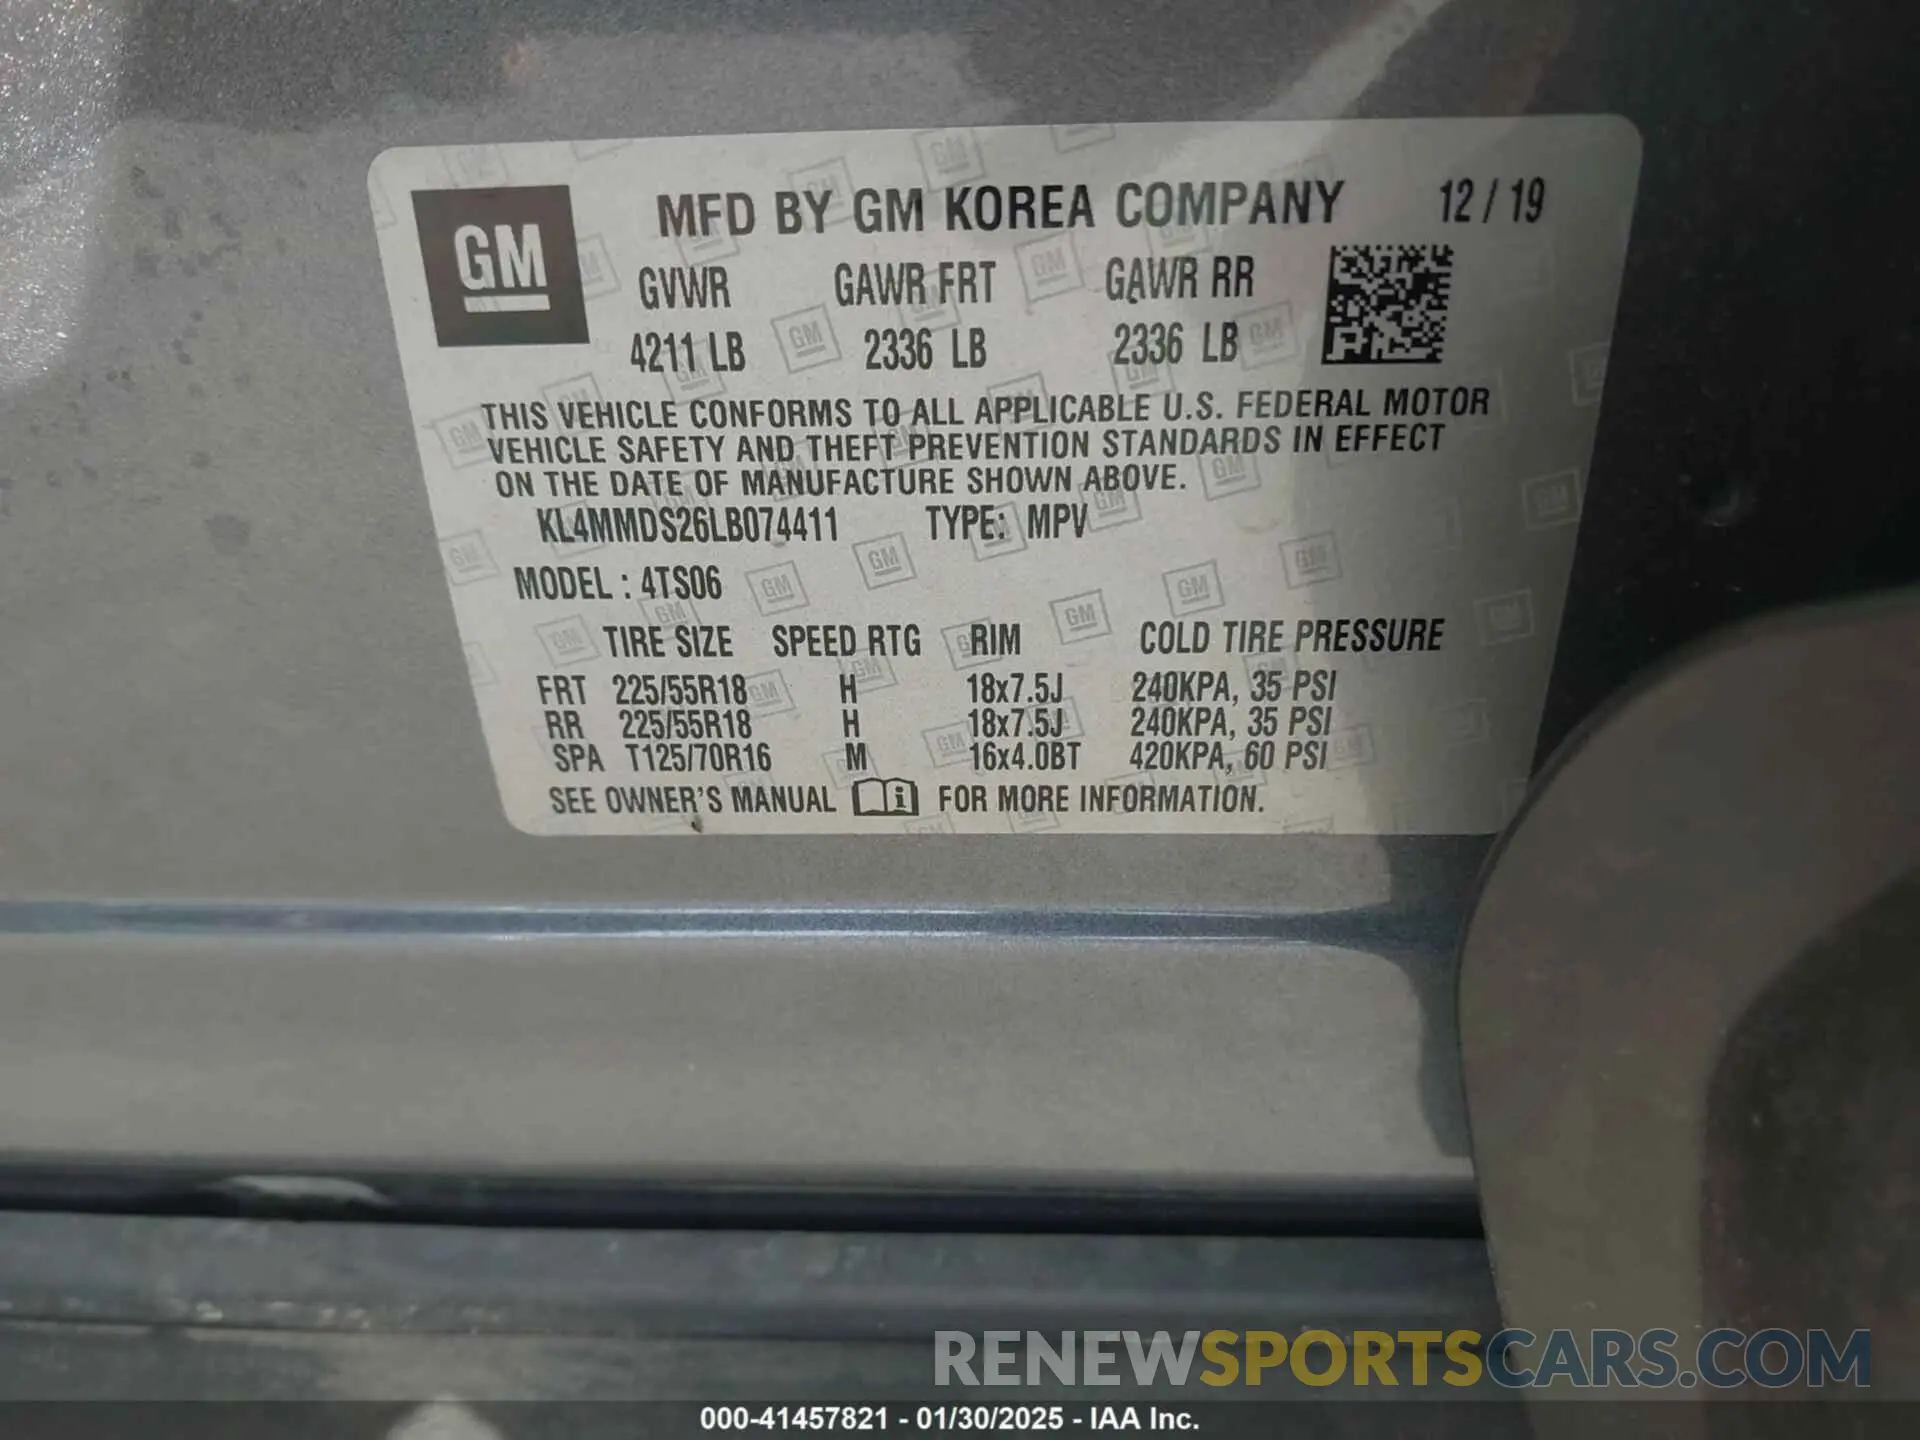 GM
MFD BY GM KOREA COMPANY 12 / 19
GVWR GAWR FRT GAWR RR
4211 LB 2336 LB 2336 LB
THIS VEHICLE CONFORMS TO ALL APPLICABLE U.S. FEDERAL MOTOR
VEHICLE SAFETY AND THEFT PREVENTION STANDARDS IN EFFECT
ON THE DATE OF MANUFACTURE SHOWN ABOVE.
KL4MMDS26LB074411 TYPE: MPV
MODEL : 4TS06
TIRE SIZE SPEED RTG RIM COLD TIRE PRESSURE
FRT 225/55R18 H 18x7.5J 240KPA, 35 PSI
RR 225/55R18 H 18x7.5J 240KPA, 35 PSI
SPA T125/70R16 M 16x4.0BT 420KPA, 60 PSI
SEE OWNER'S MANUAL i FOR MORE INFORMATION.
RENEWSPORTSCARS.COM
000-41457821 - 01/30/2025 - IAA Inc.